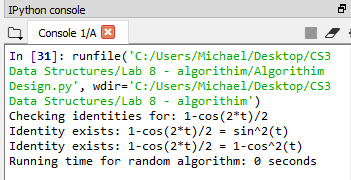 IPython console
Console 1/A
In [31]: runfile('C:/Users/Michael/Desktop/CS3
Data Structures/Lab 8 - algorithim/Algorithim
Design.py', wdir='C:/Users/Michael/Desktop/CS3
Data Structures/Lab 8 - algorithim')
Checking identities for: 1-cos(2*t)/2
Identity exists: 1-cos(2*t)/2 = sin^2(t)
Identity exists: 1-cos(2*t)/2 = 1-cos^2(t)
Running time for random algorithm: 0 seconds